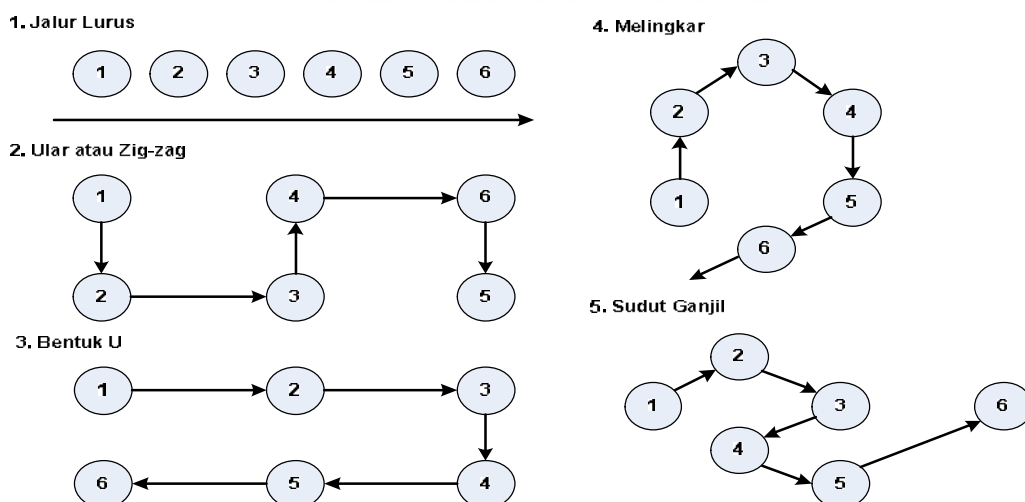 1. Jalur Lurus
1 2 3 4 5 6
2. Ular atau Zig-zag
1 4 6
2 3 5
3. Bentuk U
1 2 3
6 5 4
4. Melingkar
3
2 4
1 5
6
5. Sudut Ganjil
2
1 3 6
4
5